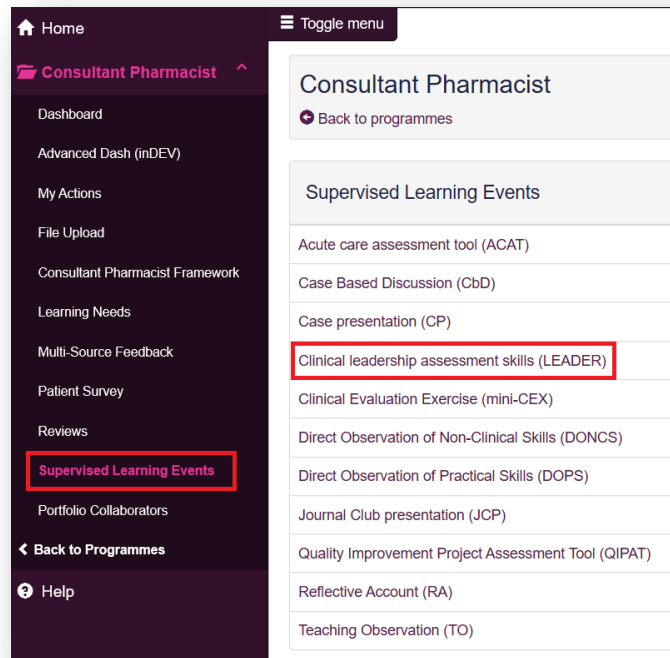 Home
Consultant Pharmacist
Dashboard
Advanced Dash (inDEV)
My Actions
File Upload
Consultant Pharmacist Framework
Learning Needs
Multi-Source Feedback
Patient Survey
Reviews
Supervised Learning Events
Portfolio Collaborators
Back to Programmes
Help
Toggle menu
Consultant Pharmacist
Back to programmes
Supervised Learning Events
Acute care assessment tool (ACAT)
Case Based Discussion (CbD)
Case presentation (CP)
Clinical leadership assessment skills (LEADER)
Clinical Evaluation Exercise (mini-CEX)
Direct Observation of Non-Clinical Skills (DONCS)
Direct Observation of Practical Skills (DOPS)
Journal Club presentation (JCP)
Quality Improvement Project Assessment Tool (QIPAT)
Reflective Account (RA)
Teaching Observation (TO)